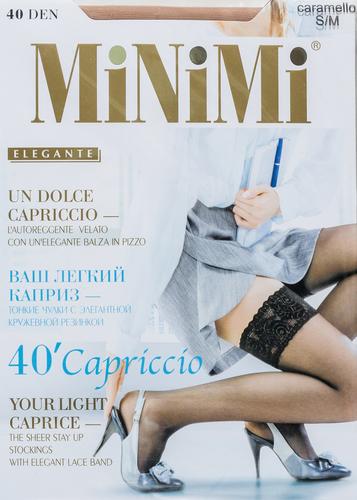 40 DEN
caramello
S/M
MiNiMi®
ELEGANTE
UN DOLCE
CAPRICCIO —
L'AUTOREGGENTE VELATO
CON UN'ELEGANTE BALZA IN PIZZO
ВАШ ЛЕГКИЙ
КАПРИЗ —
ТОНКИЕ ЧУЛКИ С ЭЛЕГАНТНОЙ
КРУЖЕВНОЙ РЕЗИНКОЙ
40' Capriccio
YOUR LIGHT
CAPRICE —
THE SHEER STAY UP
STOCKINGS
WITH ELEGANT LACE BAND